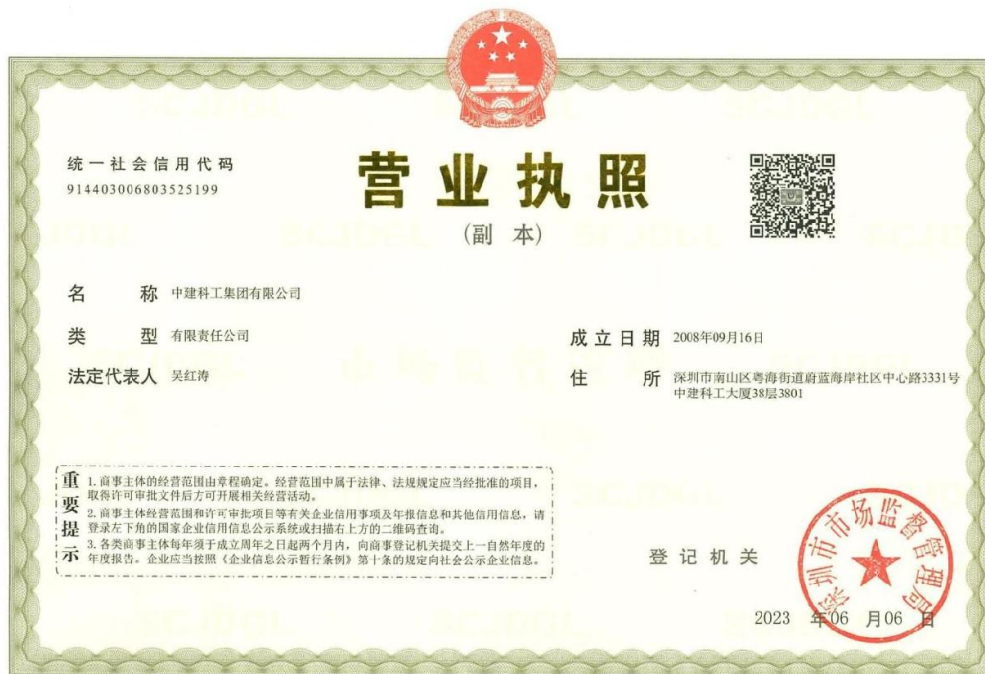 统一社会信用代码
914403006803525199
营业执照
(副 本)
名 称 中建科工集团有限公司
类 型 有限责任公司
法定代表人 吴红涛
成立日期 2008年09月16日
住 所 深圳市南山区粤海街道蔚蓝海岸社区中心路3331号
中建科工大厦38层3801
重要提示
1. 商事主体的经营范围由章程确定。经营范围中属于法律、法规规定应当经批准的项目，
取得许可审批文件后方可开展相关经营活动。
2. 商事主体经营范围和许可审批项目等有关企业信用事项及年报信息和其他信用信息，请
登录左下角的国家企业信用信息公示系统或扫描右上方的二维码查询。
3. 各类商事主体每年须于成立周年之日起两个月内，向商事登记机关提交上一自然年度的
年度报告。企业应当按照《企业信息公示暂行条例》第十条的规定向社会公示企业信息。
登记机关
深圳市市场监督管理局
2023 年06 月06 日